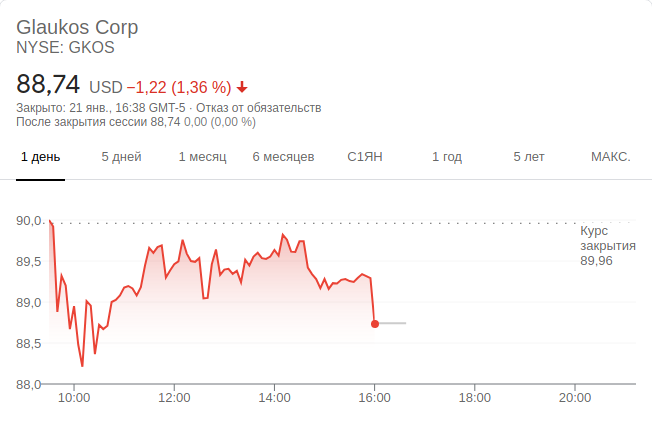 Glaukos Corp
NYSE: GKOS
88,74 USD −1,22 (1,36 %)
Закрыто: 21 янв., 16:38 GMT-5 · Отказ от обязательств
После закрытия сессии 88,74 0,00 (0,00 %)
1 день 5 дней 1 месяц 6 месяцев С1ЯН 1 год 5 лет МАКС.
90,0
Курс
закрытия
89,96
89,5
89,0
88,5
88,0
10:00 12:00 14:00 16:00 18:00 20:00